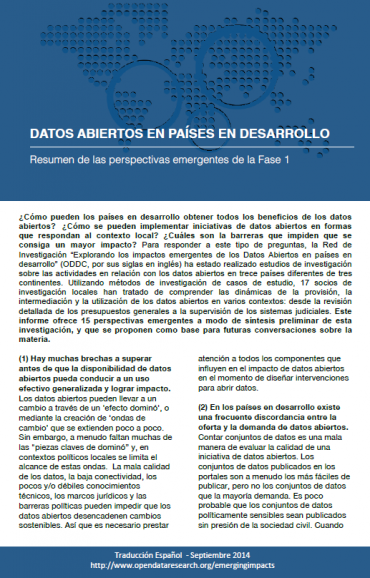 DATOS ABIERTOS EN PAÍSES EN DESARROLLO
Resumen de las perspectivas emergentes de la Fase 1
¿Cómo pueden los países en desarrollo obtener todos los beneficios de los datos
abiertos? ¿Cómo se pueden implementar iniciativas de datos abiertos en formas
que respondan al contexto local? ¿Cuáles son la barreras que impiden que se
consiga un mayor impacto? Para responder a este tipo de preguntas, la Red de
Investigación "Explorando los impactos emergentes de los Datos Abiertos en países en
desarrollo" (ODDC, por sus siglas en inglés) ha estado realizado estudios de investigación
sobre las actividades en relación con los datos abiertos en trece países diferentes de tres
continentes. Utilizando métodos de investigación de casos de estudio, 17 socios de
investigación locales han tratado de comprender las dinámicas de la provisión, la
intermediación y la utilización de los datos abiertos en varios contextos: desde la revisión
detallada de los presupuestos generales a la supervisión de los sistemas judiciales. Este
informe ofrece 15 perspectivas emergentes a modo de síntesis preliminar de esta
investigación, y que se proponen como base para futuras conversaciones sobre la
materia.
(1) Hay muchas brechas a superar
antes de que la disponibilidad de datos
abiertos pueda conducir a un uso
efectivo generalizada y lograr impacto.
Los datos abiertos pueden llevar a un
cambio a través de un 'efecto dominó', o
mediante la creación de 'ondas de
cambio' que se extienden poco a poco.
Sin embargo, a menudo faltan muchas de
las "piezas claves de dominó" y, en
contextos políticos locales se limita el
alcance de estas ondas. La mala calidad
de los datos, la baja conectividad, los
pocos y/o débiles conocimientos
técnicos, los marcos jurídicos y las
barreras políticas pueden impedir que los
datos abiertos desencadenen cambios
sostenibles. Así que es necesario prestar
atención a todos los componentes que
influyen en el impacto de datos abiertos
en el momento de diseñar intervenciones
para abrir datos.
(2) En los países en desarrollo existe
una frecuente discordancia entre la
oferta y la demanda de datos abiertos.
Contar conjuntos de datos es una mala
manera de evaluar la calidad de una
iniciativa de datos abiertos. Los
conjuntos de datos publicados en los
portales son a menudo los más fáciles de
publicar, pero no los conjuntos de datos
que la mayoría demanda. Es poco
probable que los conjuntos de datos
políticamente sensibles sean publicados
sin presión de la sociedad civil. Cuando
Traducción Español - Septiembre 2014
http://www.opendataresearch.org/emergingimpacts